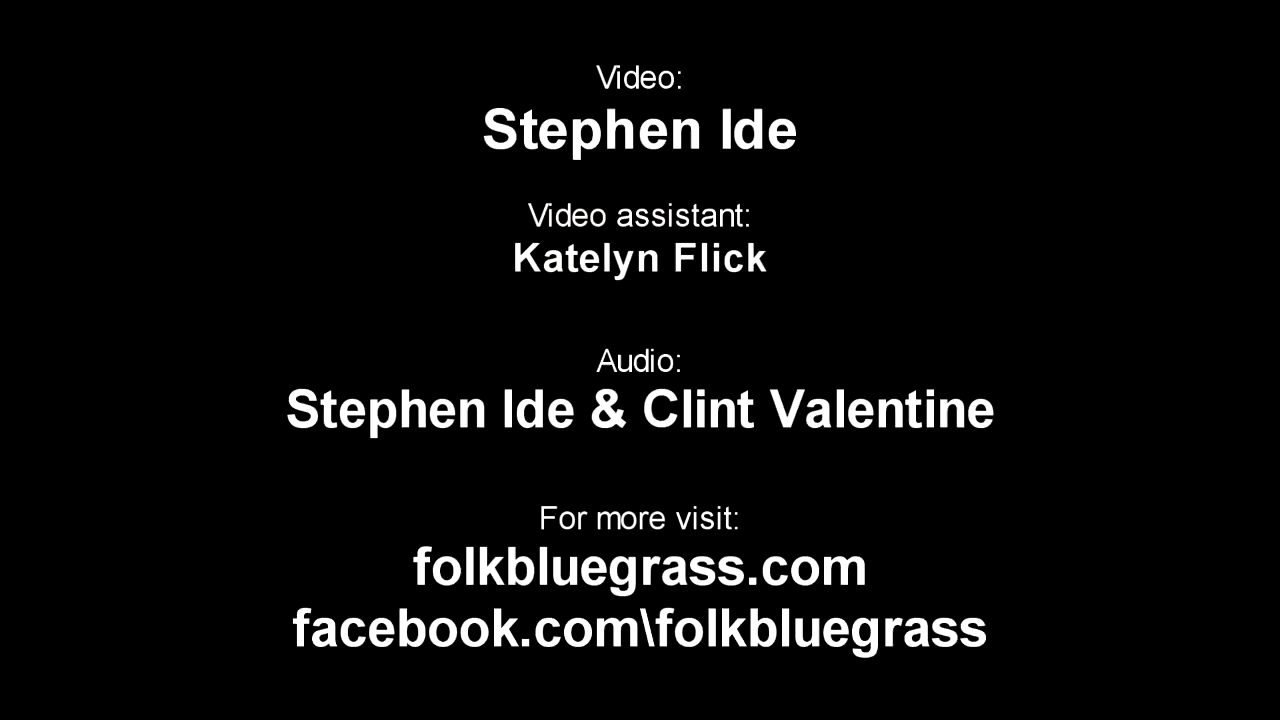 Video:
Stephen Ide
Video assistant:
Katelyn Flick
Audio:
Stephen Ide & Clint Valentine
For more visit:
folkbluegrass.com
facebook.com\folkbluegrass